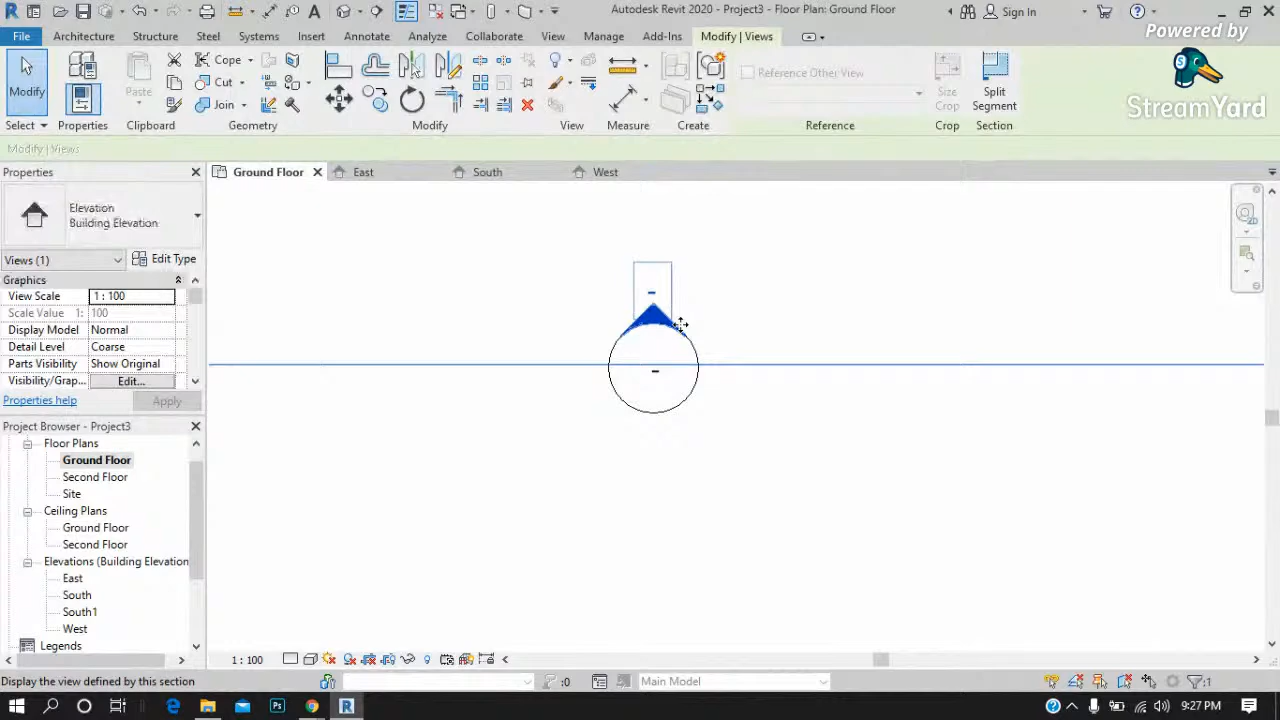 Autodesk Revit 2020 - Project3 - Floor Plan: Ground Floor
Sign In
File Architecture Structure Steel Systems Insert Annotate Analyze Collaborate View Manage Add-Ins Modify | Views
Powered by
StreamYard
Modify
Select
Properties
Paste
Clipboard
Cope
Cut
Join
Geometry
Modify
View
Measure
Create
Reference Other View
Reference
Size
Crop
Crop
Split
Segment
Section
Modify | Views
Properties
Ground Floor
East
South
West
Elevation
Building Elevation
Views (1)
Edit Type
Graphics
View Scale 1 : 100
Scale Value 1: 100
Display Model Normal
Detail Level Coarse
Parts Visibility Show Original
Visibility/Grap... Edit...
Properties help
Apply
Project Browser - Project3
Floor Plans
Ground Floor
Second Floor
Site
Ceiling Plans
Ground Floor
Second Floor
Elevations (Building Elevation
East
South
South1
West
Legends
1 : 100
Display the view defined by this section
:0
Main Model
:1
9:27 PM